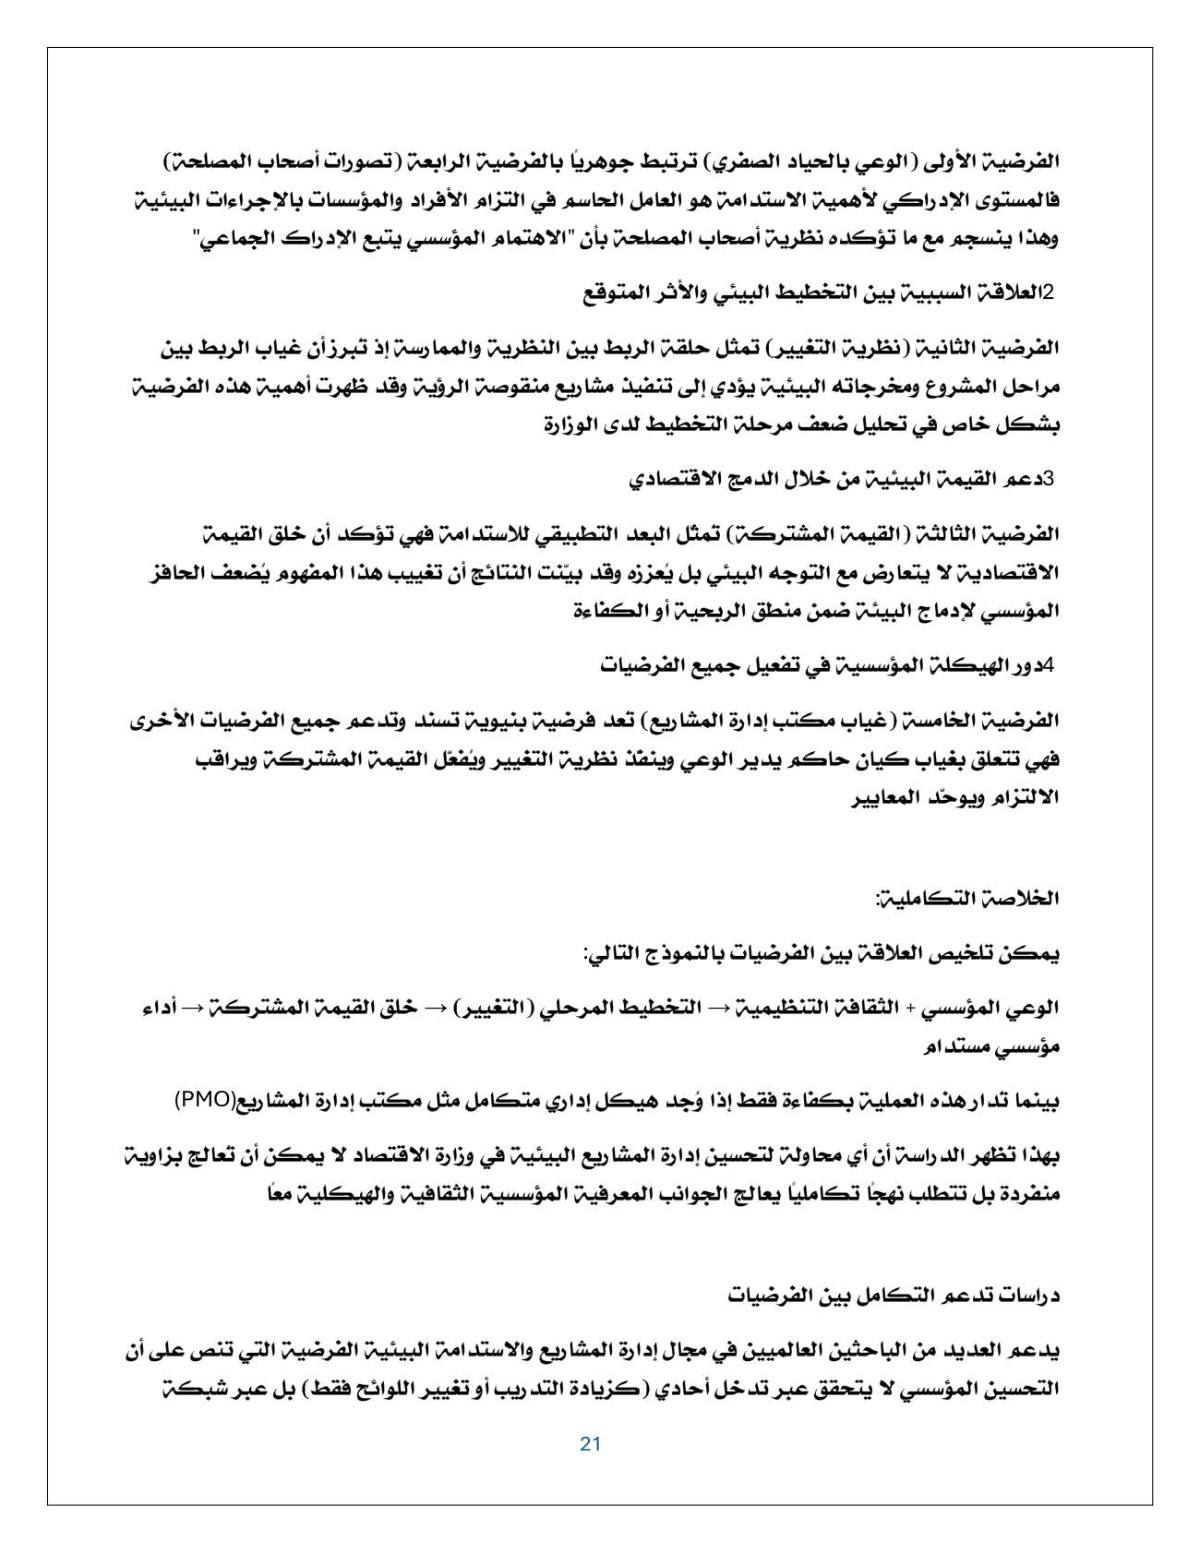 الفرضية الأولى (الوعي بالحياد الصفري) ترتبط جوهريًا بالفرضية الرابعة (تصورات أصحاب المصلحة)
فالمستوى الإدراكي لأهمية الاستدامة هو العامل الحاسم في التزام الأفراد والمؤسسات بالإجراءات البيئية
وهذا ينسجم مع ما تؤكده نظرية أصحاب المصلحة بأن "الاهتمام المؤسسي يتبع الإدراك الجماعي"
2العلاقة السببية بين التخطيط البيئي والأثر المتوقع
الفرضية الثانية (نظرية التغيير) تمثل حلقة الربط بين النظرية والممارسة إذ تبرز أن غياب الربط بين
مراحل المشروع ومخرجاته البيئية يؤدي إلى تنفيذ مشاريع منقوصة الرؤية وقد ظهرت أهمية هذه الفرضية
بشكل خاص في تحليل ضعف مرحلة التخطيط لدى الوزارة
3دعم القيمة البيئية من خلال الدمج الاقتصادي
الفرضية الثالثة (القيمة المشتركة) تمثل البعد التطبيقي للاستدامة فهي تؤكد أن خلق القيمة
الاقتصادية لا يتعارض مع التوجه البيئي بل يُعززه وقد بيّنت النتائج أن تغييب هذا المفهوم يُضعف الحافز
المؤسسي لإدماج البيئة ضمن منطق الربحية أو الكفاءة
4دور الهيكلة المؤسسية في تفعيل جميع الفرضيات
الفرضية الخامسة (غياب مكتب إدارة المشاريع) تُعد فرضية بنيوية تسند وتدعم جميع الفرضيات الأخرى
فهي تتعلق بغياب كيان حاكم يدير الوعي وينفّذ نظرية التغيير ويُفعّل القيمة المشتركة ويراقب
الالتزام ويوحّد المعايير
الخلاصة التكاملية:
يمكن تلخيص العلاقة بين الفرضيات بالنموذج التالي:
الوعي المؤسسي + الثقافة التنظيمية → التخطيط المرحلي (التغيير) → خلق القيمة المشتركة → أداء
مؤسسي مستدام
بينما تُدار هذه العملية بكفاءة فقط إذا وُجد هيكل إداري متكامل مثل مكتب إدارة المشاريع(PMO)
بهذا تظهر الدراسة أن أي محاولة لتحسين إدارة المشاريع البيئية في وزارة الاقتصاد لا يمكن أن تُعالج بزاوية
منفردة بل تتطلب نهجًا تكامليًا يعالج الجوانب المعرفية المؤسسية الثقافية والهيكلية معًا
دراسات تدعم التكامل بين الفرضيات
يدعم العديد من الباحثين العالميين في مجال إدارة المشاريع والاستدامة البيئية الفرضية التي تنص على أن
التحسين المؤسسي لا يتحقق عبر تدخل أحادي (كزيادة التدريب أو تغيير اللوائح فقط) بل عبر شبكة
21